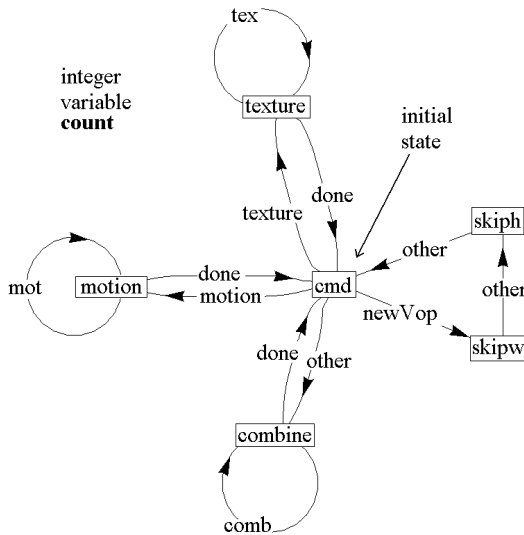 tex
integer
variable
count
texture
initial
state
done
texture
skiph
other
done
mot
motion
cmd
motion
other
newVop
skipw
done
other
combine
comb